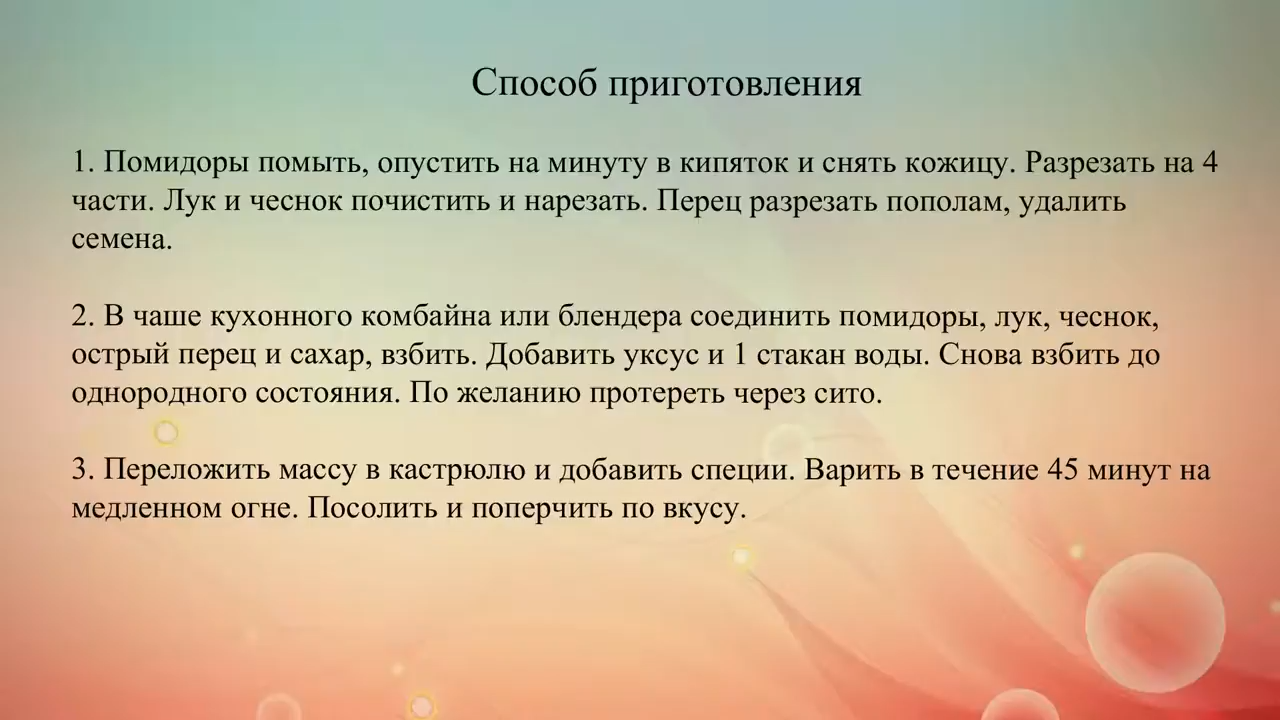 Способ приготовления
1. Помидоры помыть, опустить на минуту в кипяток и снять кожицу. Разрезать на 4
части. Лук и чеснок почистить и нарезать. Перец разрезать пополам, удалить
семена.
2. В чаше кухонного комбайна или блендера соединить помидоры, лук, чеснок,
острый перец и сахар, взбить. Добавить уксус и 1 стакан воды. Снова взбить до
однородного состояния. По желанию протереть через сито.
3. Переложить массу в кастрюлю и добавить специи. Варить в течение 45 минут на
медленном огне. Посолить и поперчить по вкусу.